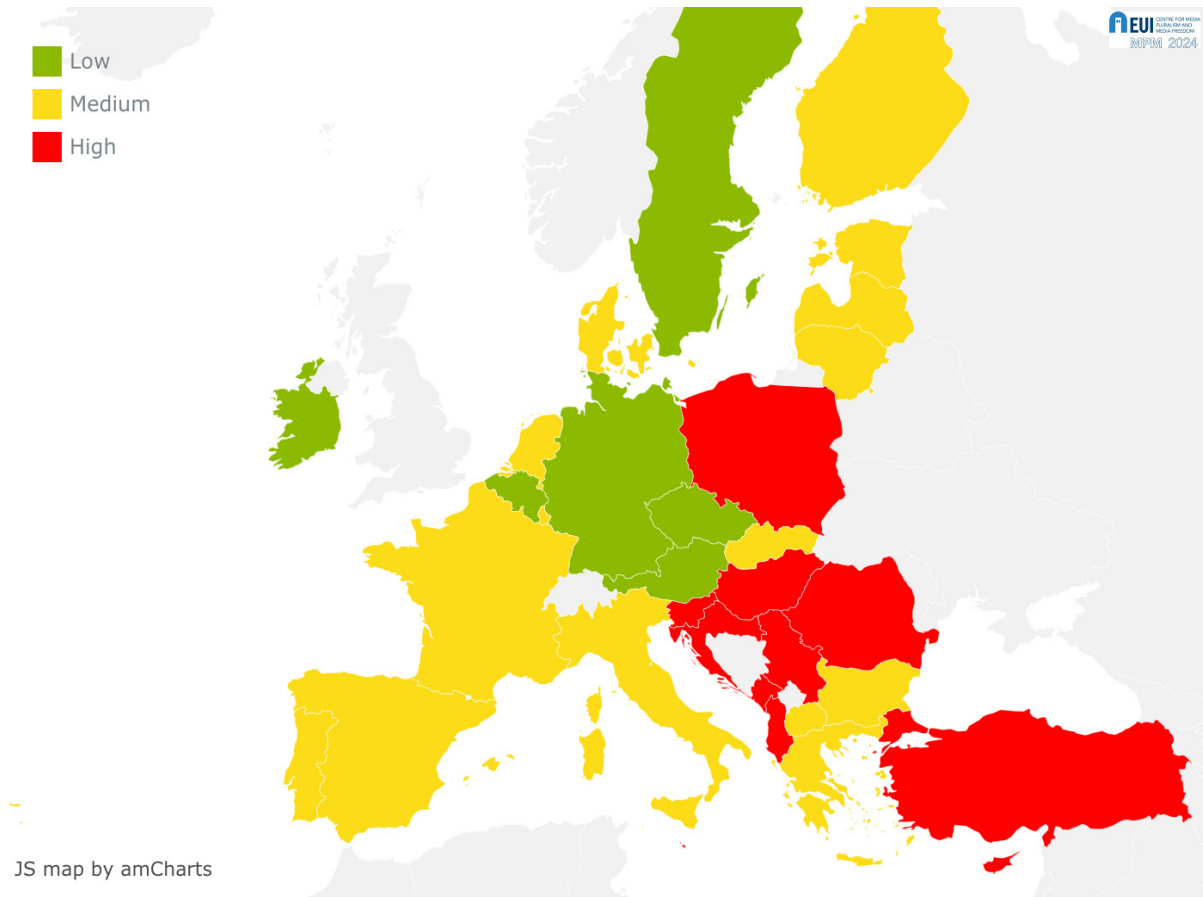 Low
Medium
High
EUI
CENTRE FOR MEDIA
PLURALISM AND
MEDIA FREEDOM
MPM 2024
JS map by amCharts